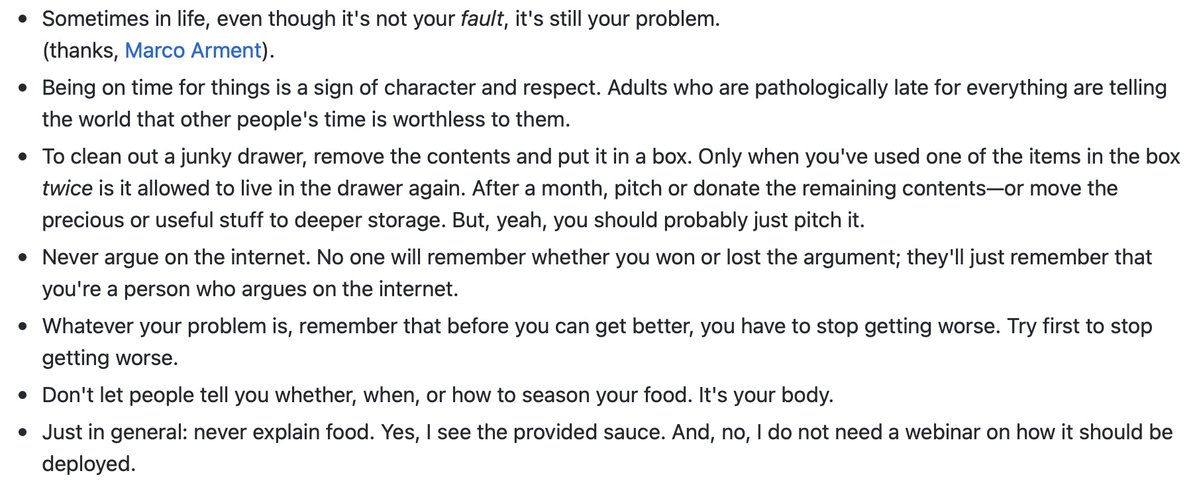 • Sometimes in life, even though it's not your fault, it's still your problem.
(thanks, Marco Arment).
• Being on time for things is a sign of character and respect. Adults who are pathologically late for everything are telling
the world that other people's time is worthless to them.
• To clean out a junky drawer, remove the contents and put it in a box. Only when you've used one of the items in the box
twice is it allowed to live in the drawer again. After a month, pitch or donate the remaining contents—or move the
precious or useful stuff to deeper storage. But, yeah, you should probably just pitch it.
• Never argue on the internet. No one will remember whether you won or lost the argument; they'll just remember that
you're a person who argues on the internet.
• Whatever your problem is, remember that before you can get better, you have to stop getting worse. Try first to stop
getting worse.
• Don't let people tell you whether, when, or how to season your food. It's your body.
• Just in general: never explain food. Yes, I see the provided sauce. And, no, I do not need a webinar on how it should be
deployed.